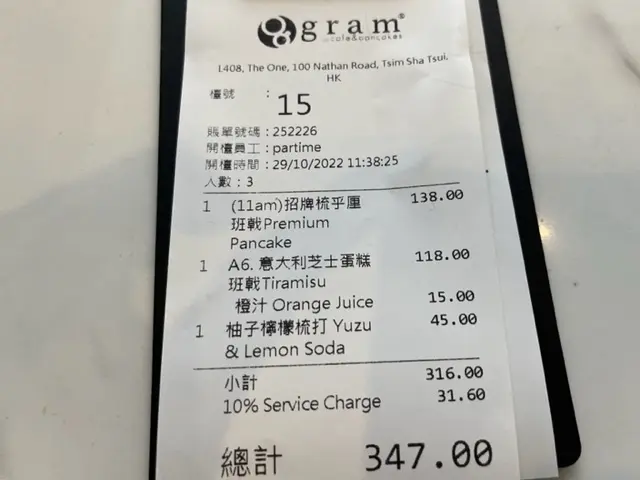 gram
cafe&pancakes
L408, The One, 100 Nathan Road, Tsim Sha Tsui,
HK
檯號 : 15
賬單號碼：252226
開檯員工：partime
開檯時間：29/10/2022 11:38:25
人數：3
1 (11am)招牌梳乎厘 138.00
班戟Premium
Pancake
1 A6. 意大利芝士蛋糕 118.00
班戟Tiramisu
橙汁 Orange Juice 15.00
1 柚子檸檬梳打 Yuzu 45.00
& Lemon Soda
小計 316.00
10% Service Charge 31.60
總計 347.00